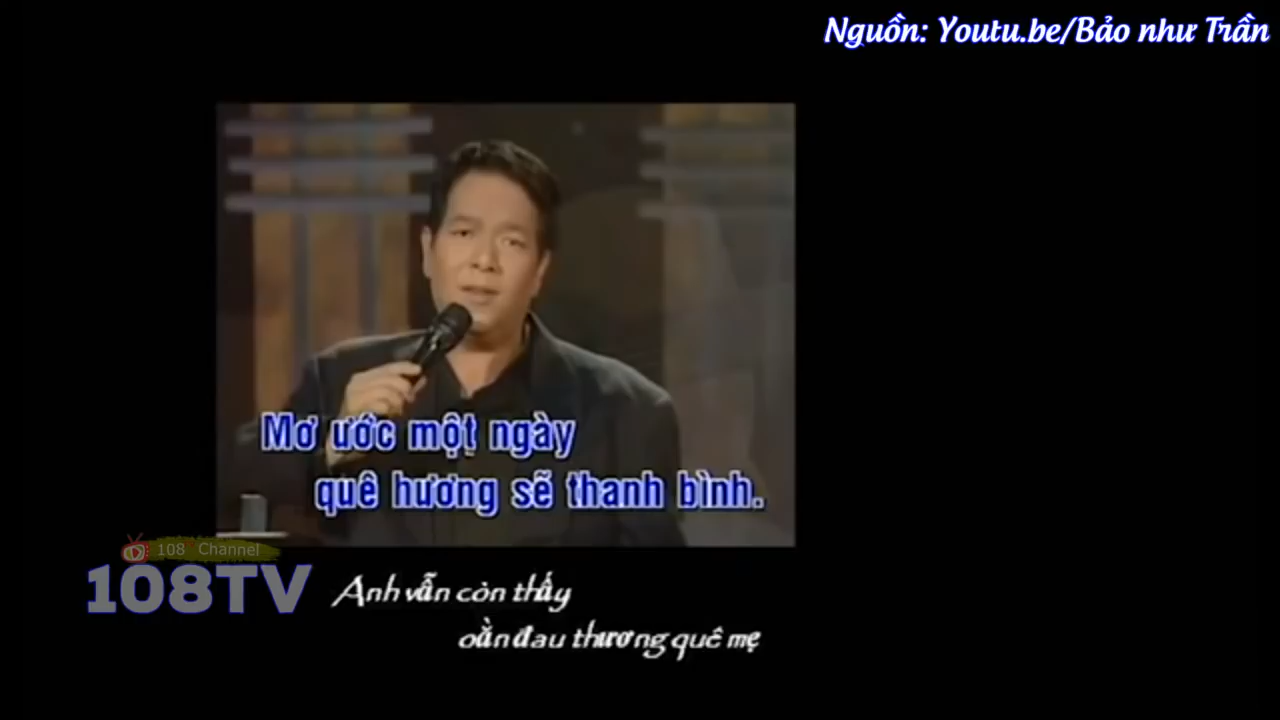 Nguồn: Youtu.be/Bảo như Trần
Mơ ước một ngày
quê hương sẽ thanh bình.
108 Channel
108TV
Anh vẫn còn thấy
oằn đau thương quê mẹ